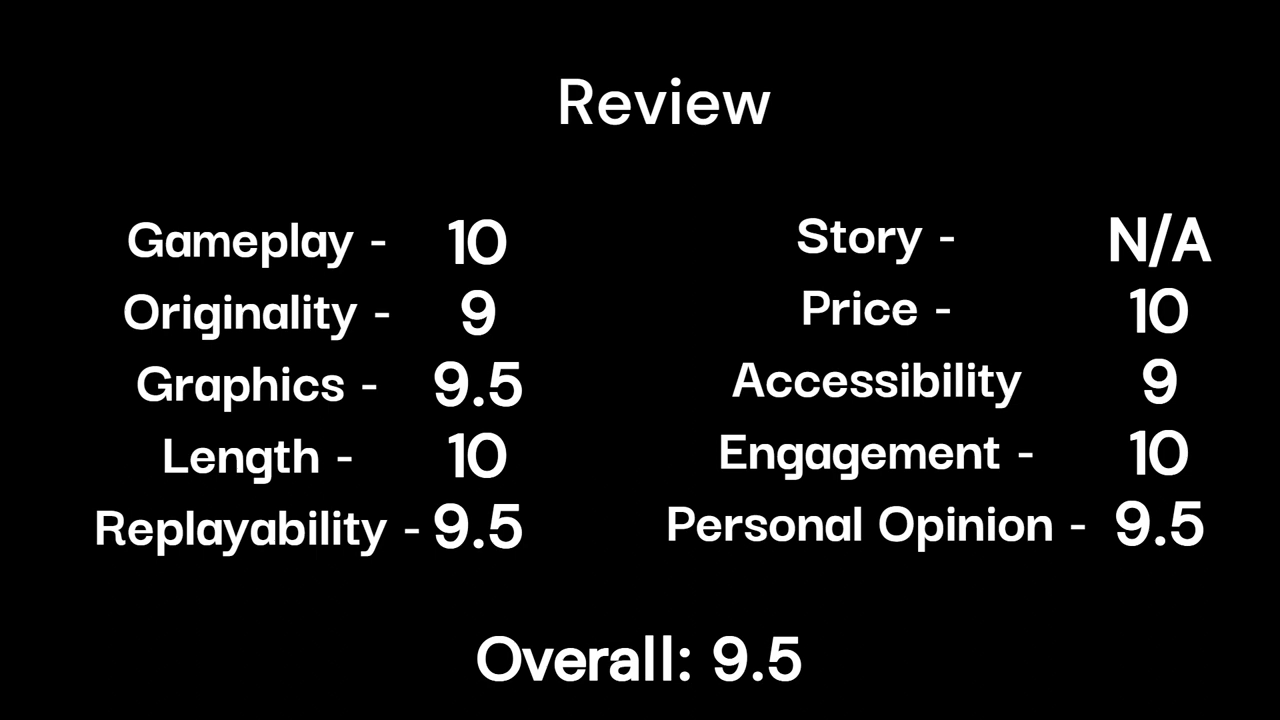 Review
Gameplay - 10
Originality - 9
Graphics - 9.5
Length - 10
Replayability - 9.5
Story - N/A
Price - 10
Accessibility 9
Engagement - 10
Personal Opinion - 9.5
Overall: 9.5